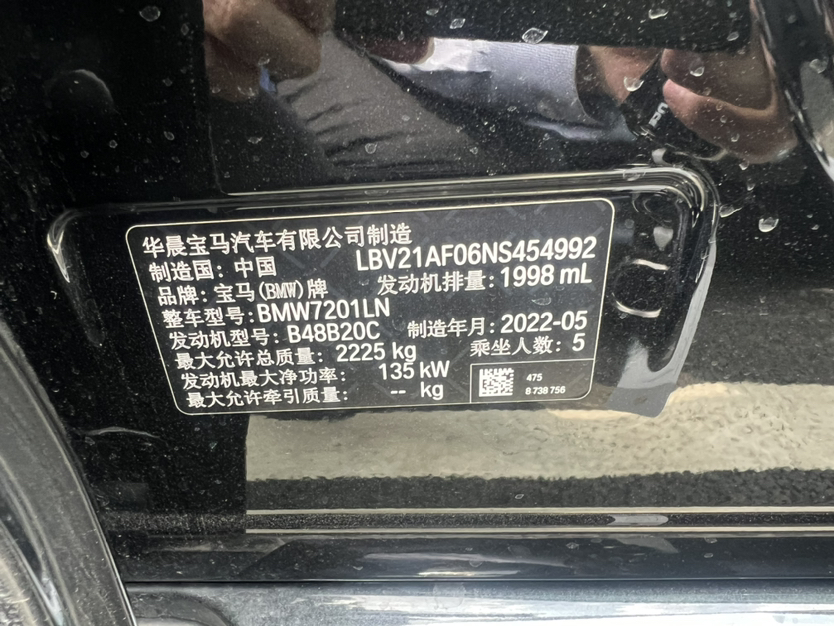 华晨宝马汽车有限公司制造
制造国：中国 LBV21AF06NS454992
品牌：宝马(BMW)牌 发动机排量：1998 mL
整车型号：BMW7201LN
发动机型号：B48B20C 制造年月：2022-05
最大允许总质量：2225 kg 乘坐人数：5
发动机最大净功率：135 kW
最大允许牵引质量：-- kg
475
8 738 756